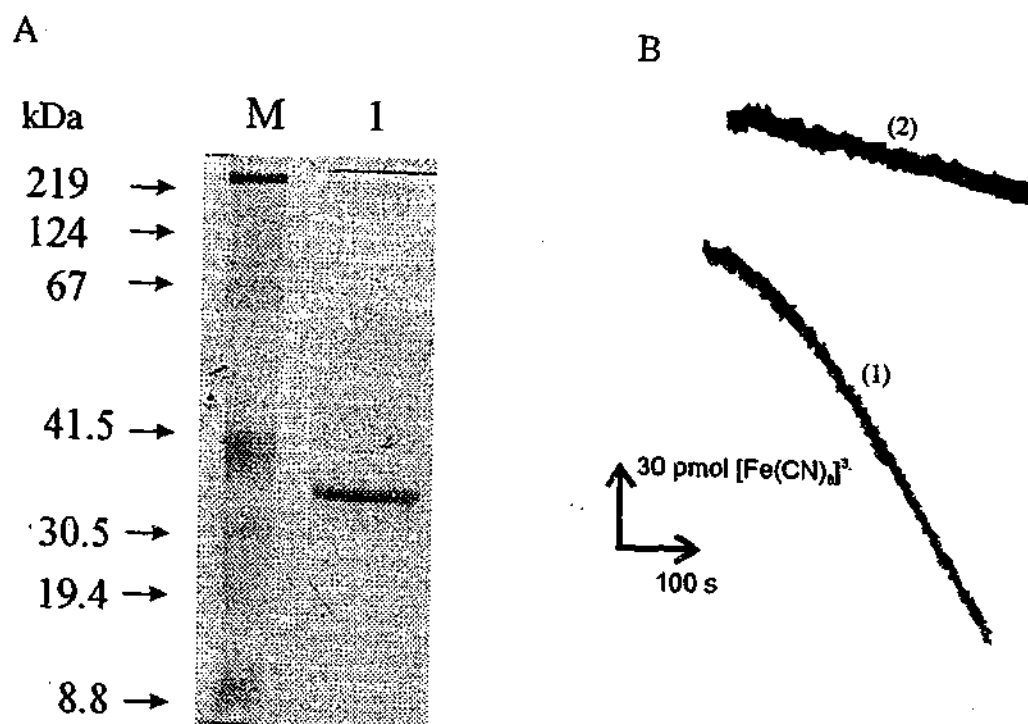 A
kDa
M 1
219
124
67
41.5
30.5
19.4
8.8
B
(2)
(1)
30 pmol [Fe(CN)₆]³⁻
100 s